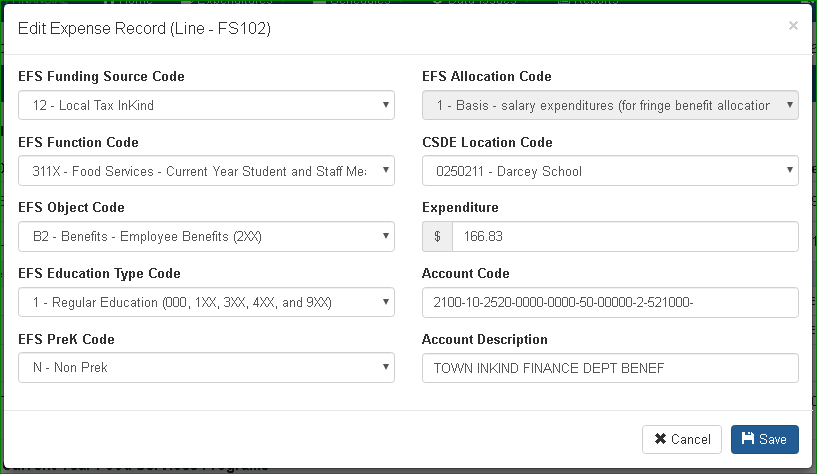 Edit Expense Record (Line - FS102)
×
EFS Funding Source Code
12 - Local Tax InKind
EFS Allocation Code
1 - Basis - salary expenditures (for fringe benefit allocation
EFS Function Code
311X - Food Services - Current Year Student and Staff Me
CSDE Location Code
0250211 - Darcey School
EFS Object Code
B2 - Benefits - Employee Benefits (2XX)
Expenditure
$ 166.83
EFS Education Type Code
1 - Regular Education (000, 1XX, 3XX, 4XX, and 9XX)
Account Code
2100-10-2520-0000-0000-50-00000-2-521000-
EFS PreK Code
N - Non Prek
Account Description
TOWN INKIND FINANCE DEPT BENEF
Cancel
Save